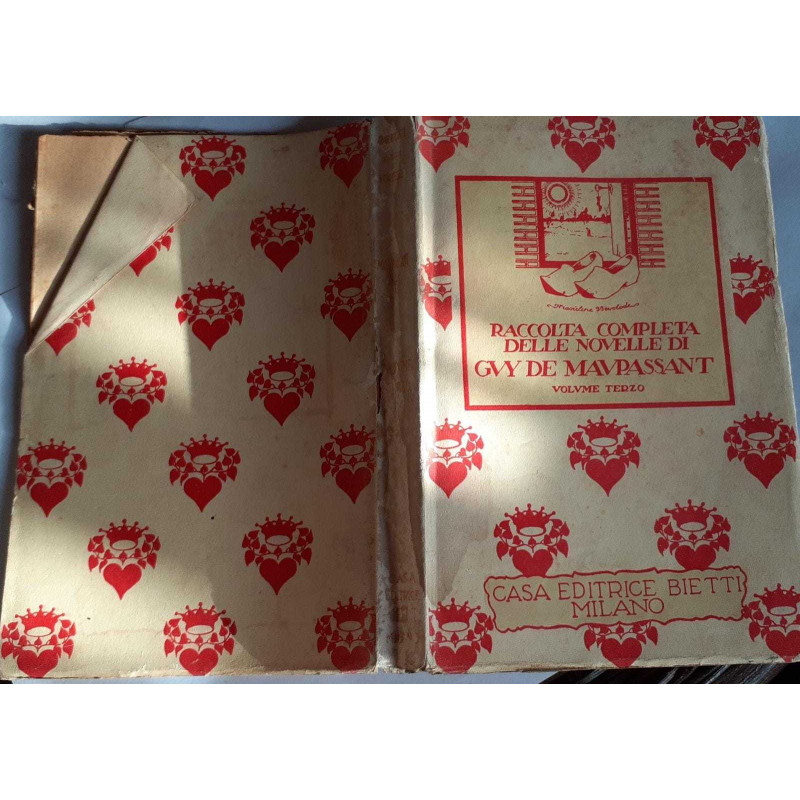 RACCOLTA COMPLETA
DELLE NOVELLE DI
GVY DE MAVPASSANT
VOLVME TERZO
CASA EDITRICE BIETTI
MILANO